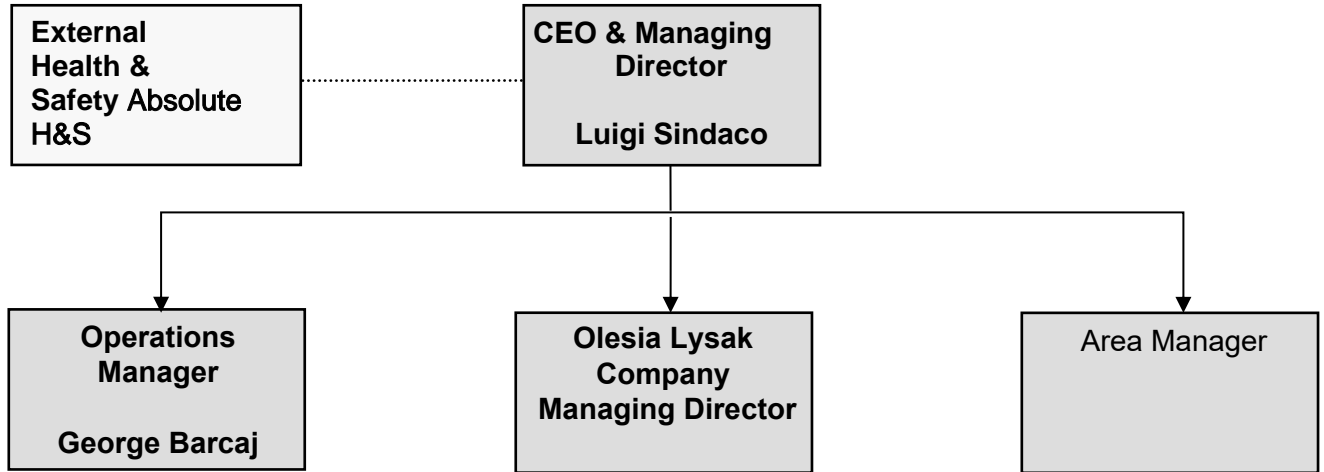 External
Health &
Safety Absolute
H&S
CEO & Managing
Director
Luigi Sindaco
Operations
Manager
George Barcaj
Olesia Lysak
Company
Managing Director
Area Manager